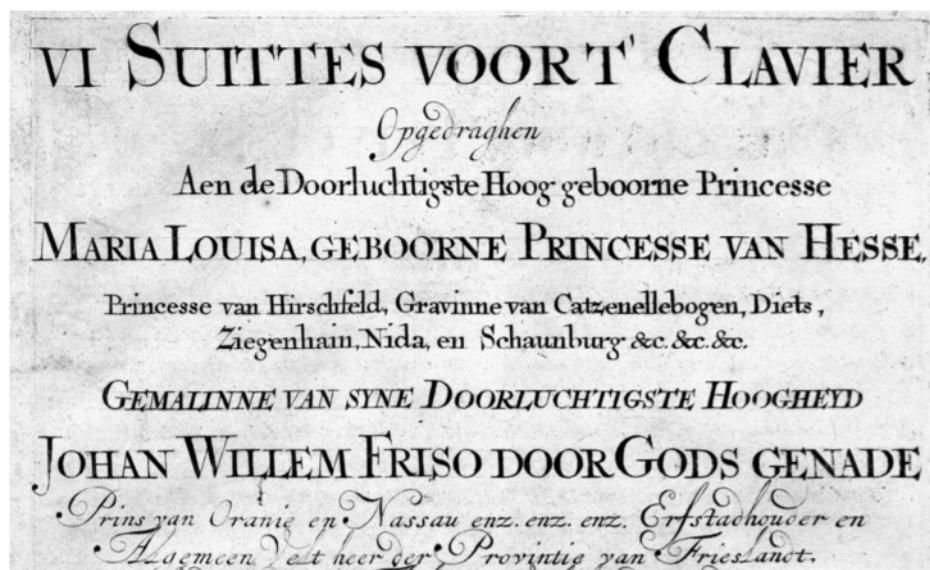 VI SUITTES VOOR T' CLAVIER
Opgedraghen
Aen de Doorluchtigste Hoog geboorne Princesse
MARIA LOUISA, GEBOORNE PRINCESSE VAN HESSE,
Princesse van Hirschfeld, Gravinne van Catzenellebogen, Diets,
Ziegenhain, Nida, en Schaunburg &c. &c. &c.
GEMALINNE VAN SYNE DOORLUCHTIGSTE HOOGHEYD
JOHAN WILLEM FRISO DOOR GODS GENADE
Prins van Oranie en Nassau enz. enz. enz. Erfstadhouder en
Algemeen Velt heer der Provintie van Frieslandt.